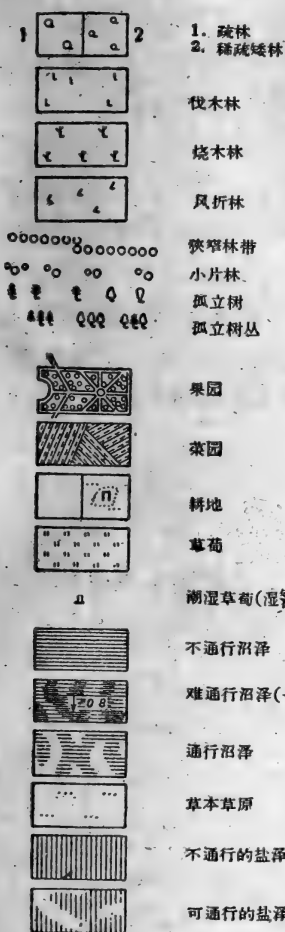 1 2 1. 疏林
2. 稀疏矮林
伐木林
烧木林
风折林
狭窄林带
小片林
孤立树
孤立树丛
果园
菜园
П 耕地
草荀
潮湿草荀(湿
不通行沼泽
难通行沼泽(
通行沼泽
草本草原
不通行的盐泽
可通行的盐泽